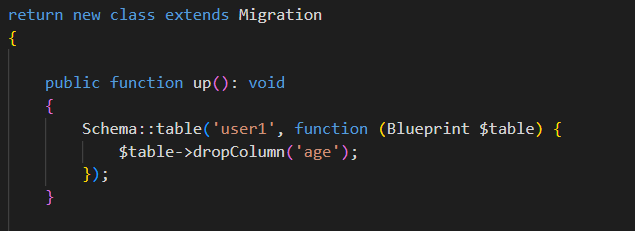 return new class extends Migration
{
public function up(): void
{
Schema::table('user1', function (Blueprint $table) {
$table->dropColumn('age');
});
}